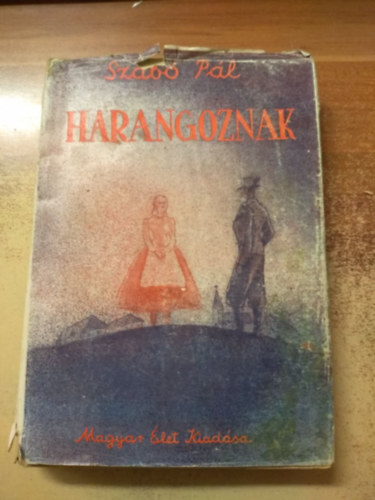 Szabó Pál
HARANGOZNAK
Magyar Élet Kiadása